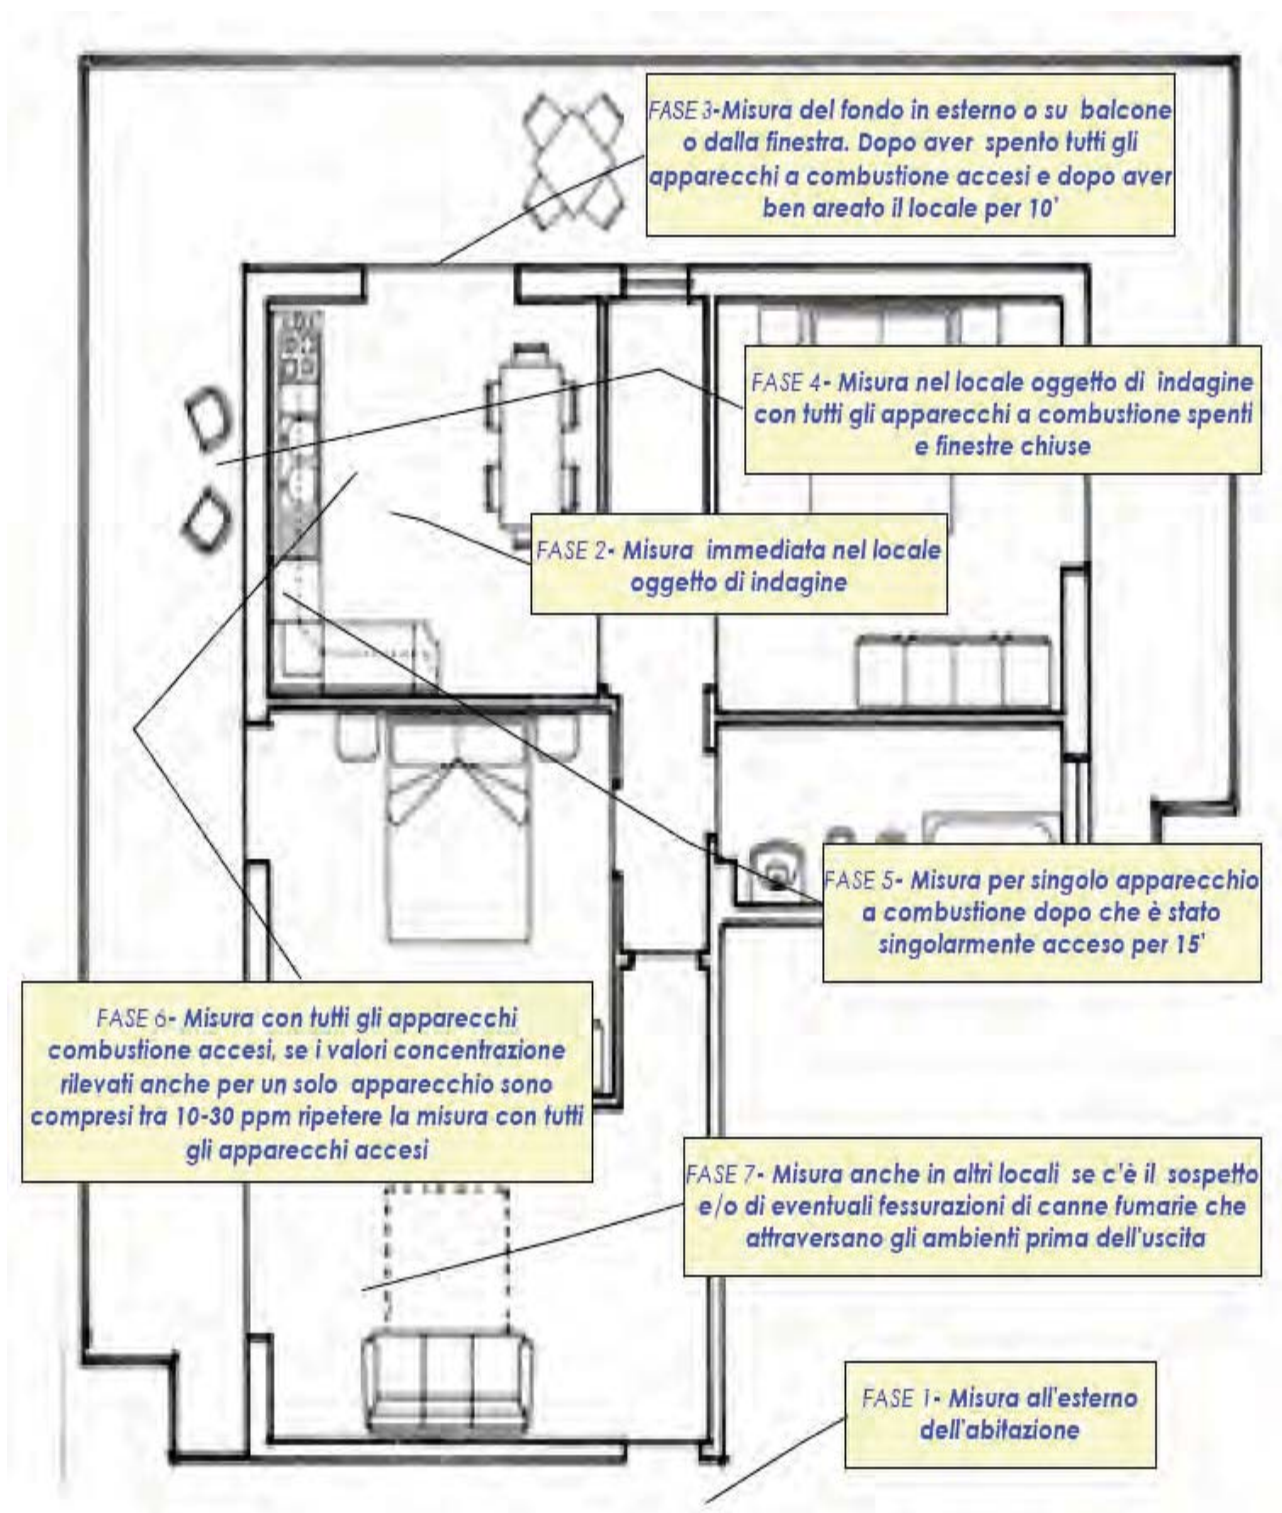 FASE 3-Misura del fondo in esterno o su balcone
o dalla finestra. Dopo aver spento tutti gli
apparecchi a combustione accesi e dopo aver
ben areato il locale per 10'
FASE 4- Misura nel locale oggetto di indagine
con tutti gli apparecchi a combustione spenti
e finestre chiuse
FASE 2- Misura immediata nel locale
oggetto di indagine
FASE 5- Misura per singolo apparecchio
a combustione dopo che è stato
singolarmente acceso per 15'
FASE 6- Misura con tutti gli apparecchi
combustione accesi, se i valori concentrazione
rilevati anche per un solo apparecchio sono
compresi tra 10-30 ppm ripetere la misura con tutti
gli apparecchi accesi
FASE 7- Misura anche in altri locali se c'è il sospetto
e/o di eventuali fessurazioni di canne fumarie che
attraversano gli ambienti prima dell'uscita
FASE 1- Misura all'esterno
dell'abitazione